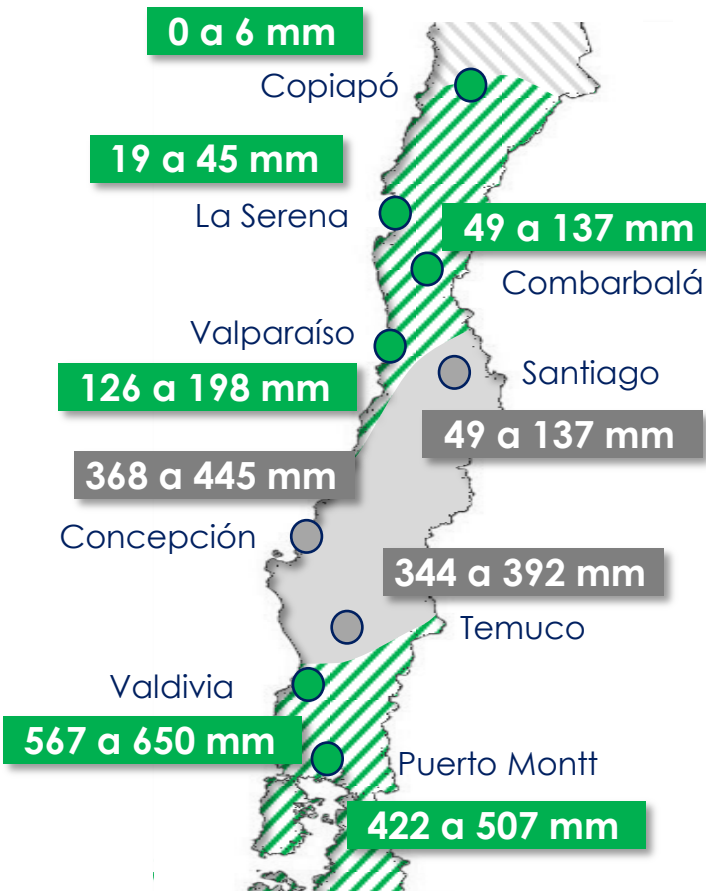 0 a 6 mm
Copiapó
19 a 45 mm
La Serena
49 a 137 mm
Combarbalá
Valparaíso
126 a 198 mm
Santiago
49 a 137 mm
368 a 445 mm
Concepción
344 a 392 mm
Temuco
Valdivia
567 a 650 mm
Puerto Montt
422 a 507 mm